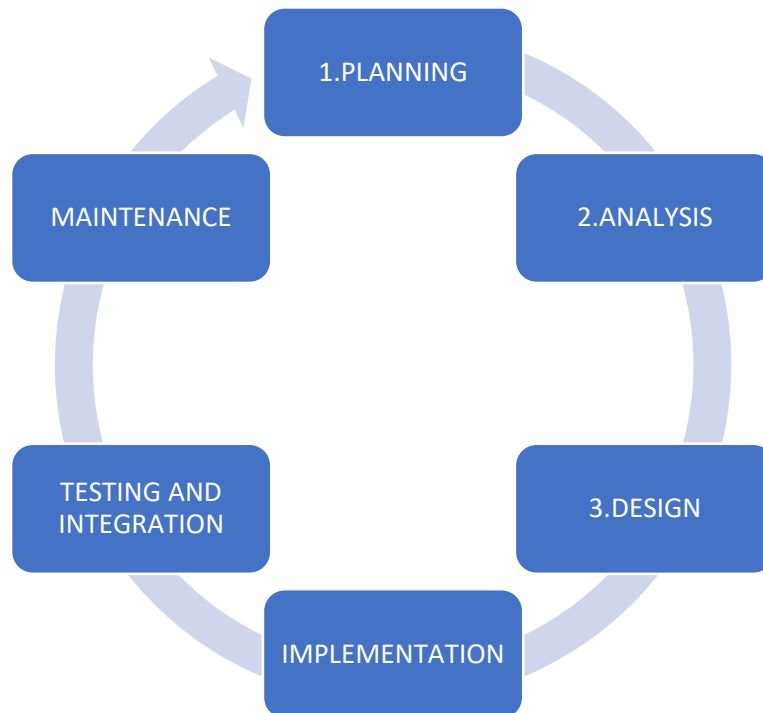 1.PLANNING
2.ANALYSIS
3.DESIGN
IMPLEMENTATION
TESTING AND
INTEGRATION
MAINTENANCE